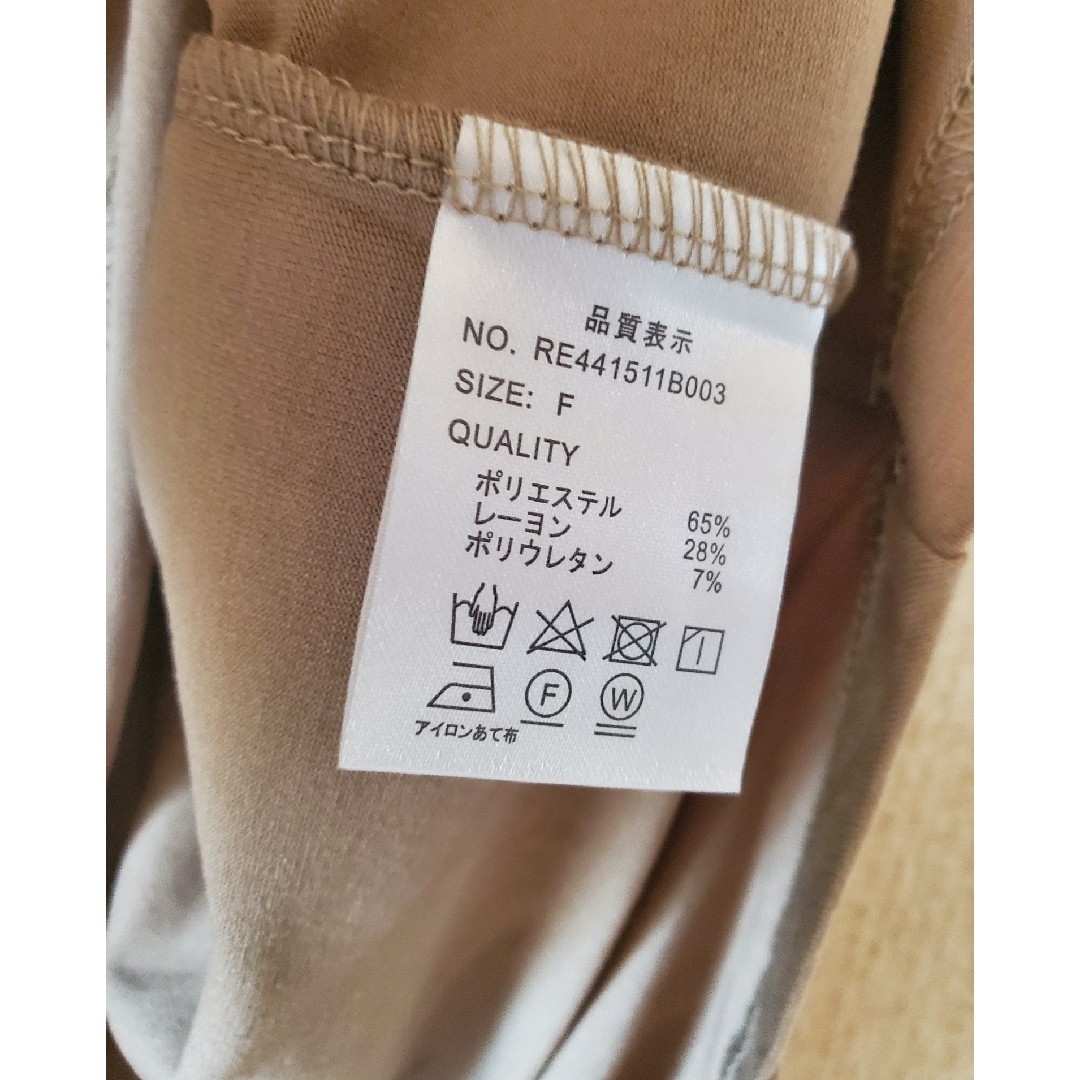 品質表示
NO. RE441511B003
SIZE: F
QUALITY
ポリエステル 65%
レーヨン 28%
ポリウレタン 7%
F W
アイロンあて布